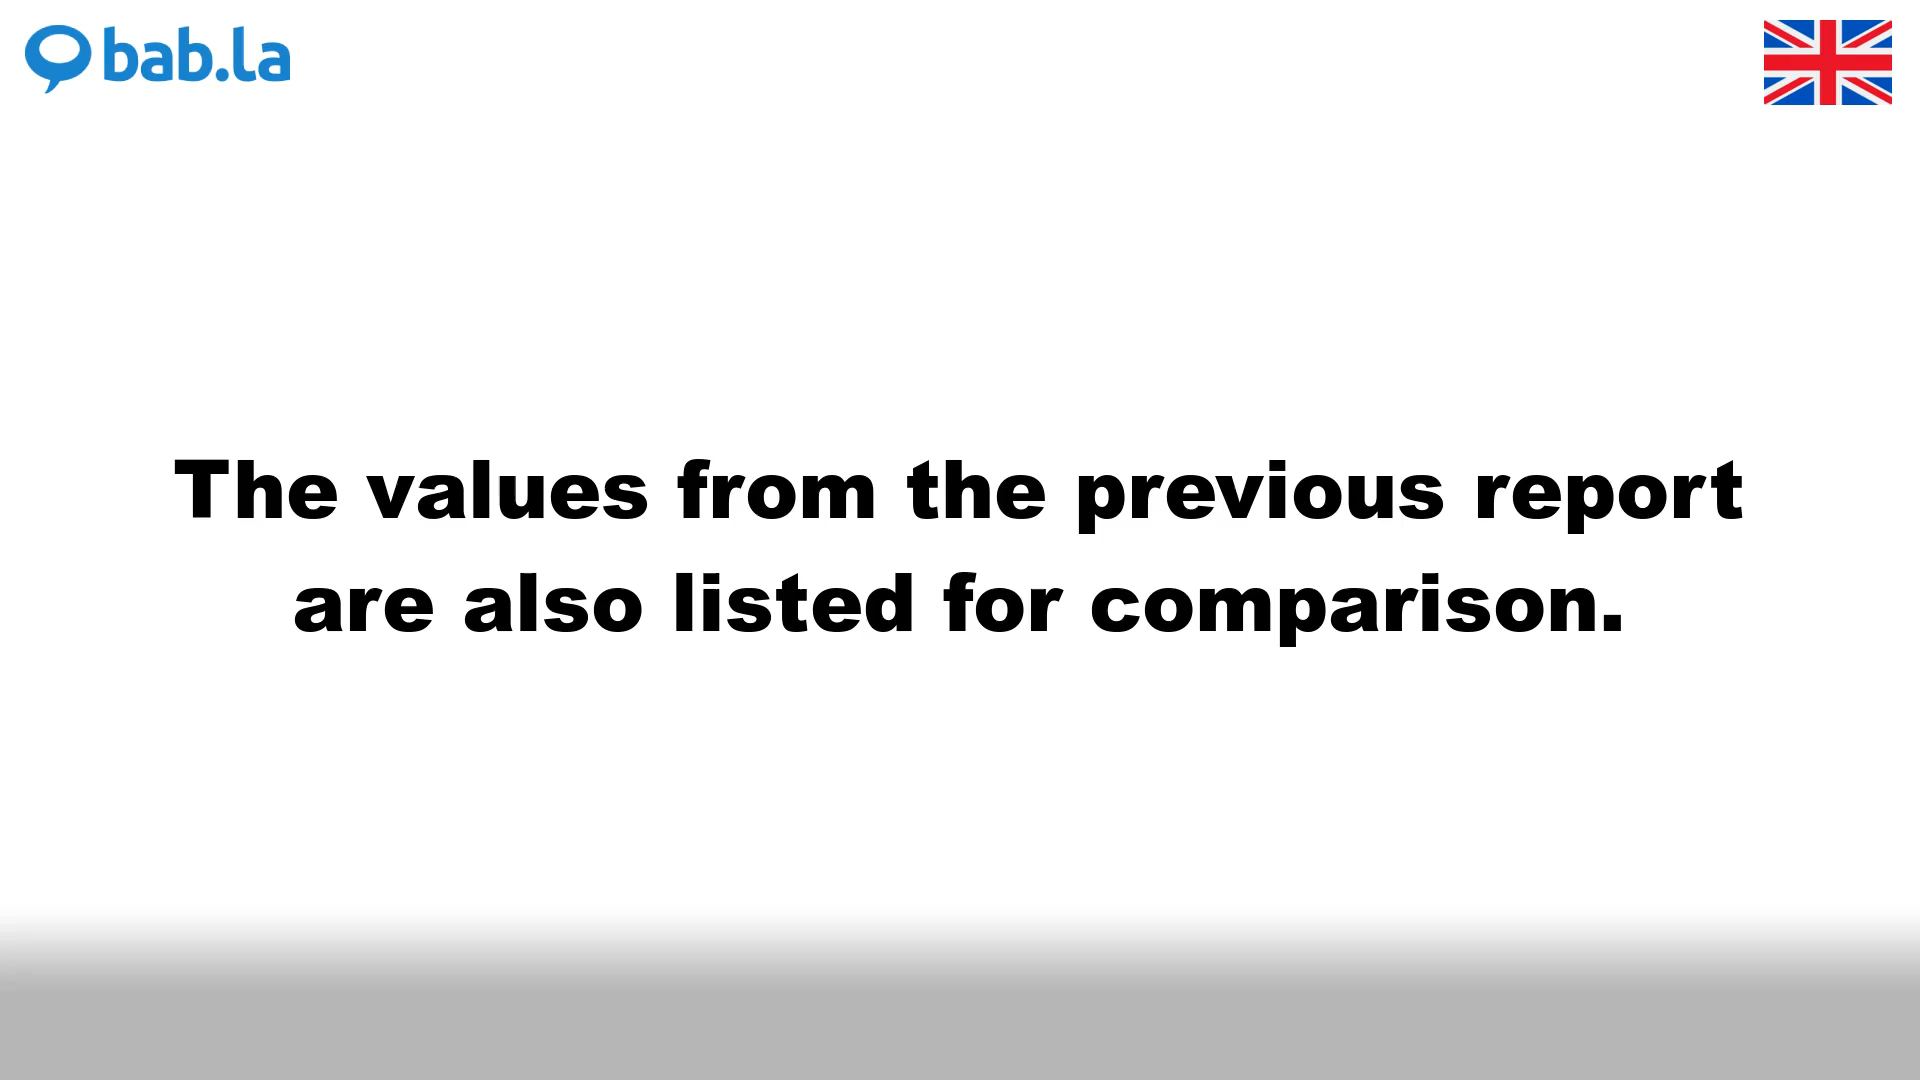 bab.la
The values from the previous report
are also listed for comparison.